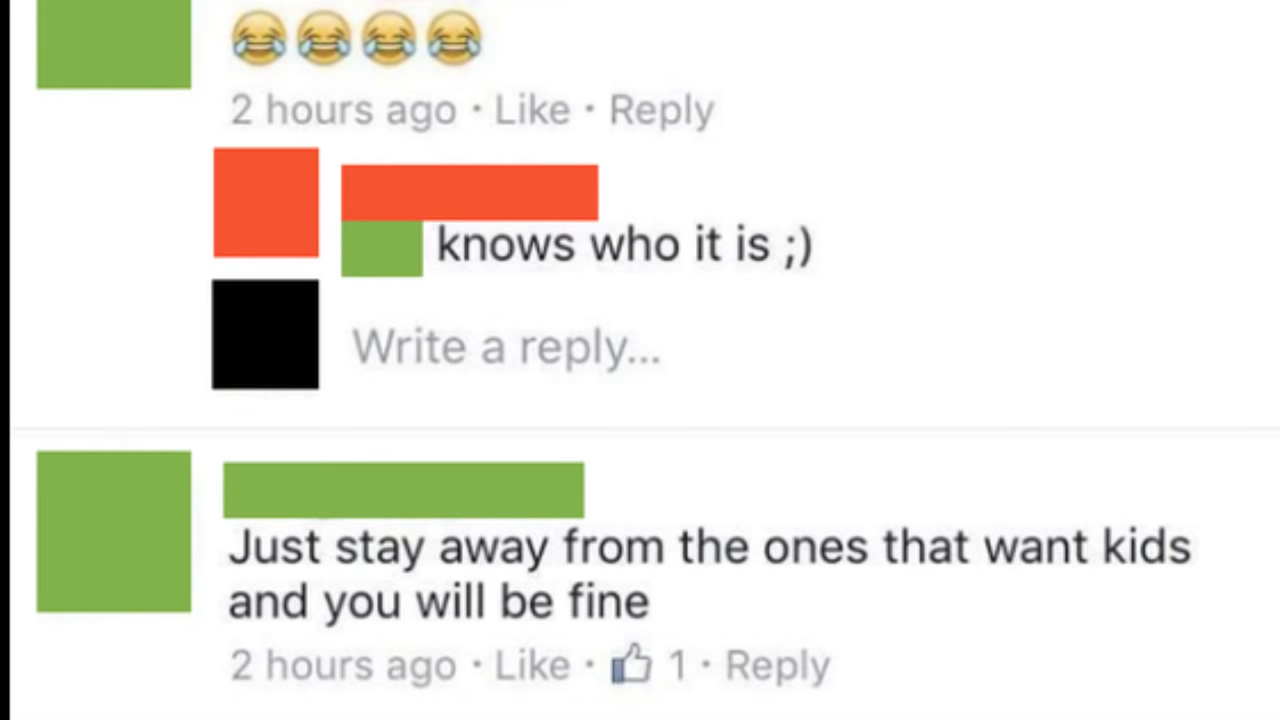 😂😂😂😂
2 hours ago · Like · Reply
knows who it is ;)
Write a reply...
Just stay away from the ones that want kids
and you will be fine
2 hours ago · Like · 👍 1 · Reply